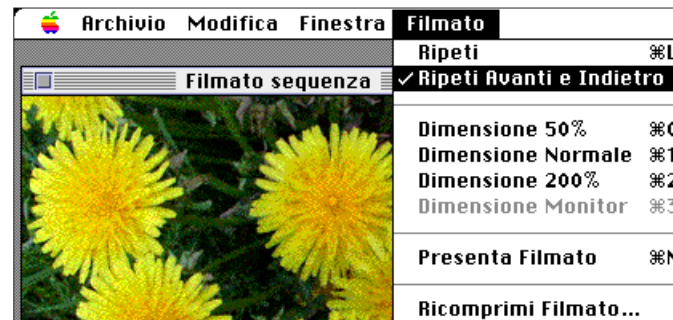 Archivio Modifica Finestra Filmato
Ripeti ⌘L
Filmato sequenza
✓Ripeti Avanti e Indietro
Dimensione 50%
Dimensione Normale ⌘1
Dimensione 200% ⌘2
Dimensione Monitor ⌘3
Presenta Filmato ⌘N
Ricomprimi Filmato...